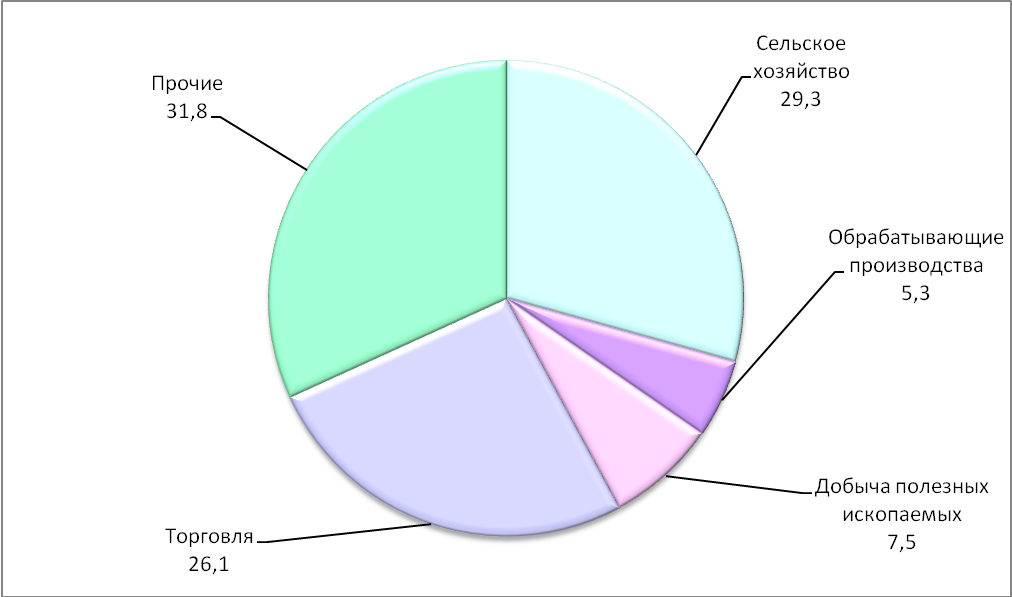 Сельское
хозяйство
29,3
Обрабатывающие
производства
5,3
Добыча полезных
ископаемых
7,5
Торговля
26,1
Прочие
31,8